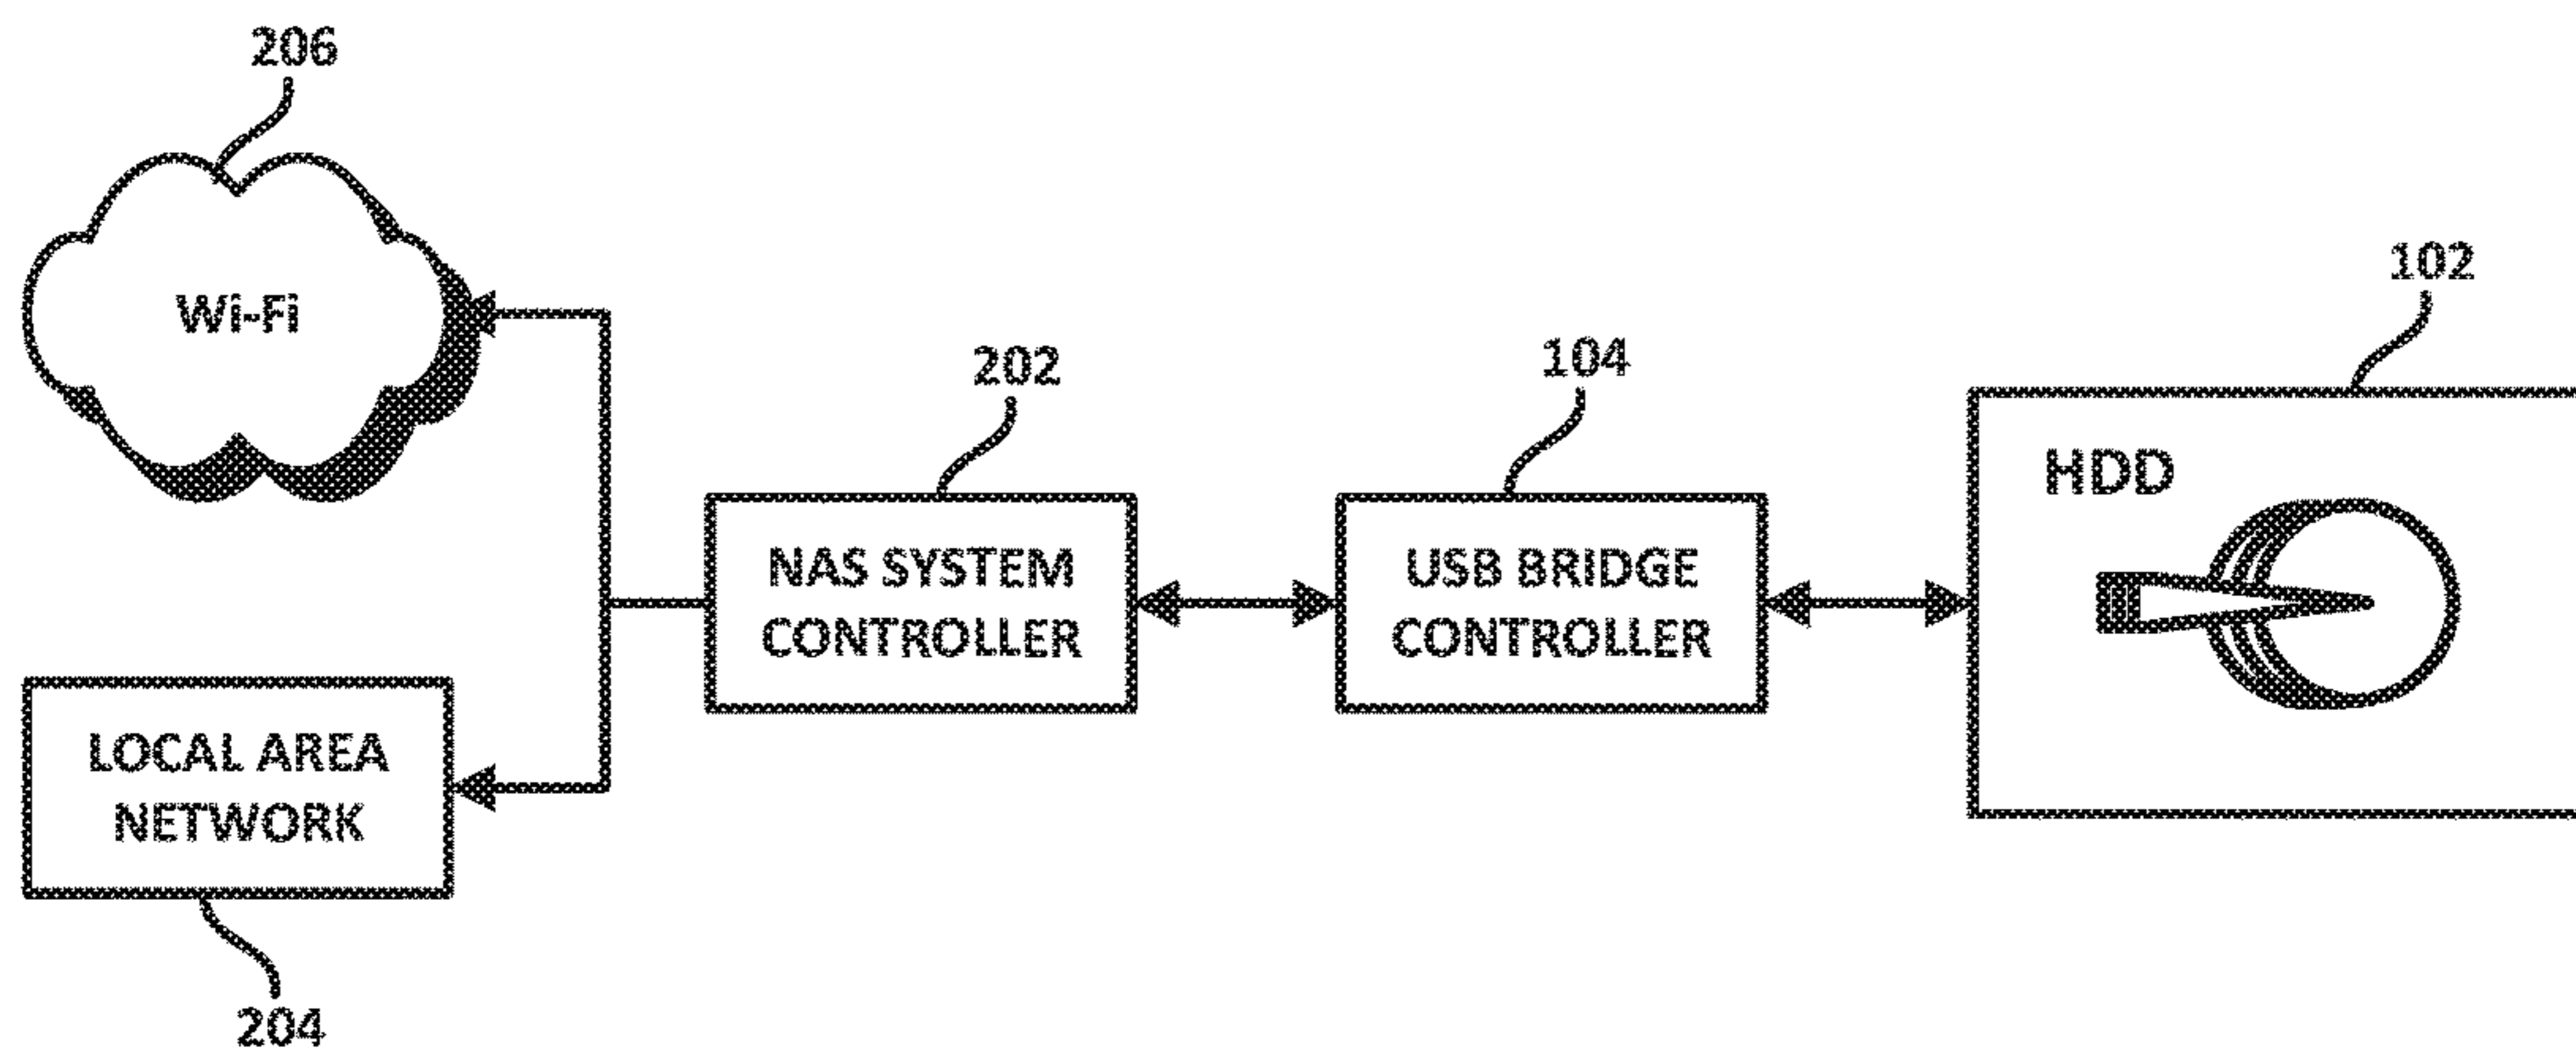 206
Wi-Fi
102
202
104
HDD
NAS SYSTEM
CONTROLLER
USB BRIDGE
CONTROLLER
LOCAL AREA
NETWORK
204